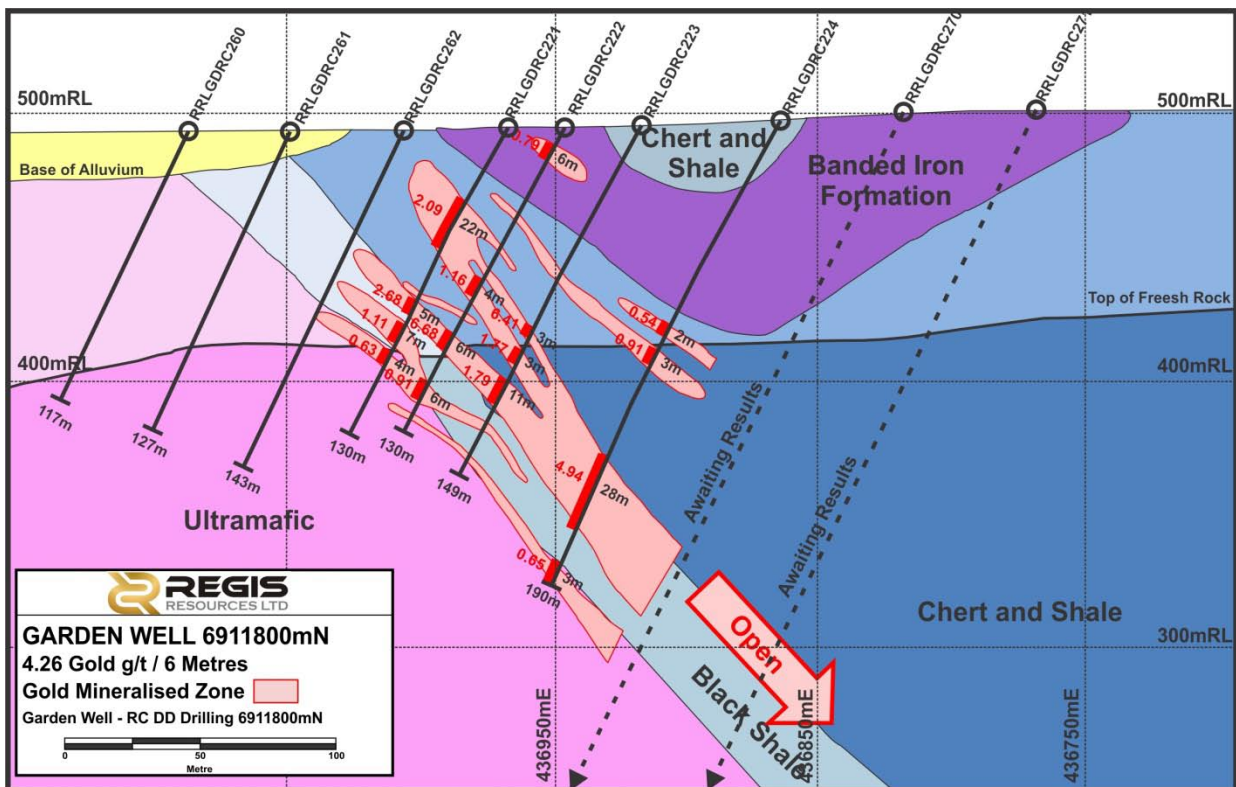 RRLGDRC260
RRLGDRC261
RRLGDRC262
RRLGDRC221
RRLGDRC222
RRLGDRC223
RRLGDRC224
RRLGDRC270
500mRL
500mRL
Chert and
Shale
Banded Iron
Formation
Base of Alluvium
0.79
6m
2.09
22m
1.16
4m
2.68
5m
6.41
3m
0.54
2m
Top of Freesh Rock
1.11
7m
6.68
6m
1.77
3m
0.91
3m
0.63
4m
400mRL
400mRL
0.91
6m
1.79
11m
117m
127m
143m
130m
130m
149m
4.94
28m
Awaiting Results
Awaiting Results
Ultramafic
3m
190m
Chert and Shale
Open
300mRL
Black Shale
436950mE
436850mE
436750mE
REGIS
RESOURCES LTD
GARDEN WELL 6911800mN
4.26 Gold g/t / 6 Metres
Gold Mineralised Zone
Garden Well - RC DD Drilling 6911800mN
0
50
100
Metre